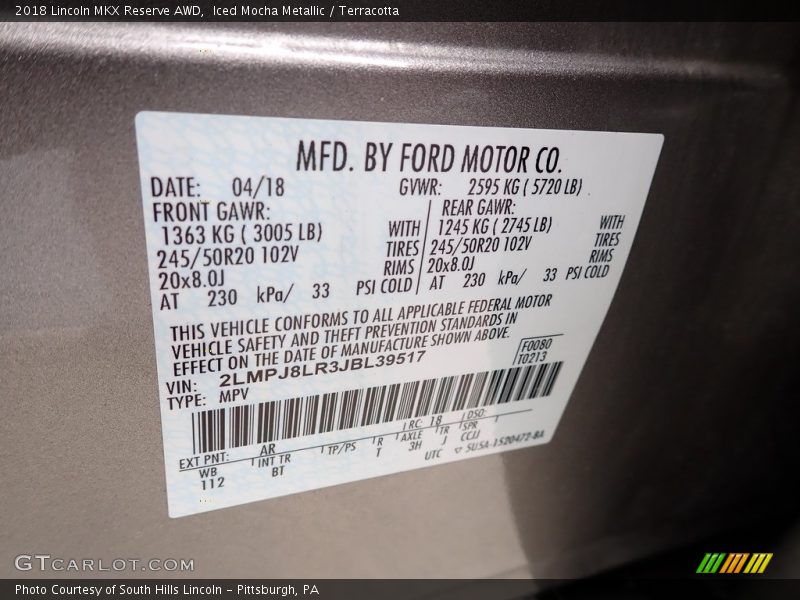 2018 Lincoln MKX Reserve AWD,  Iced Mocha Metallic / Terracotta
MFD. BY FORD MOTOR CO.
DATE: 04/18 GVWR: 2595 KG ( 5720 LB)
FRONT GAWR: REAR GAWR:
1363 KG ( 3005 LB) WITH 1245 KG ( 2745 LB) WITH
245/50R20 102V TIRES 245/50R20 102V TIRES
20x8.0J RIMS 20x8.0J RIMS
AT 230 kPa/ 33 PSI COLD AT 230 kPa/ 33 PSI COLD
THIS VEHICLE CONFORMS TO ALL APPLICABLE FEDERAL MOTOR
VEHICLE SAFETY AND THEFT PREVENTION STANDARDS IN
EFFECT ON THE DATE OF MANUFACTURE SHOWN ABOVE.
F0080
T0213
VIN: 2LMPJ8LR3JBL39517
TYPE: MPV
EXT PNT: AR RC: 18 DSO:
WB INT TR TP/PS R AXLE TR SPR
112 BT T 3H J CCJJ
UTC ▽ SUSA-1520472-BA
GTCARLOT.COM
Photo Courtesy of South Hills Lincoln – Pittsburgh, PA